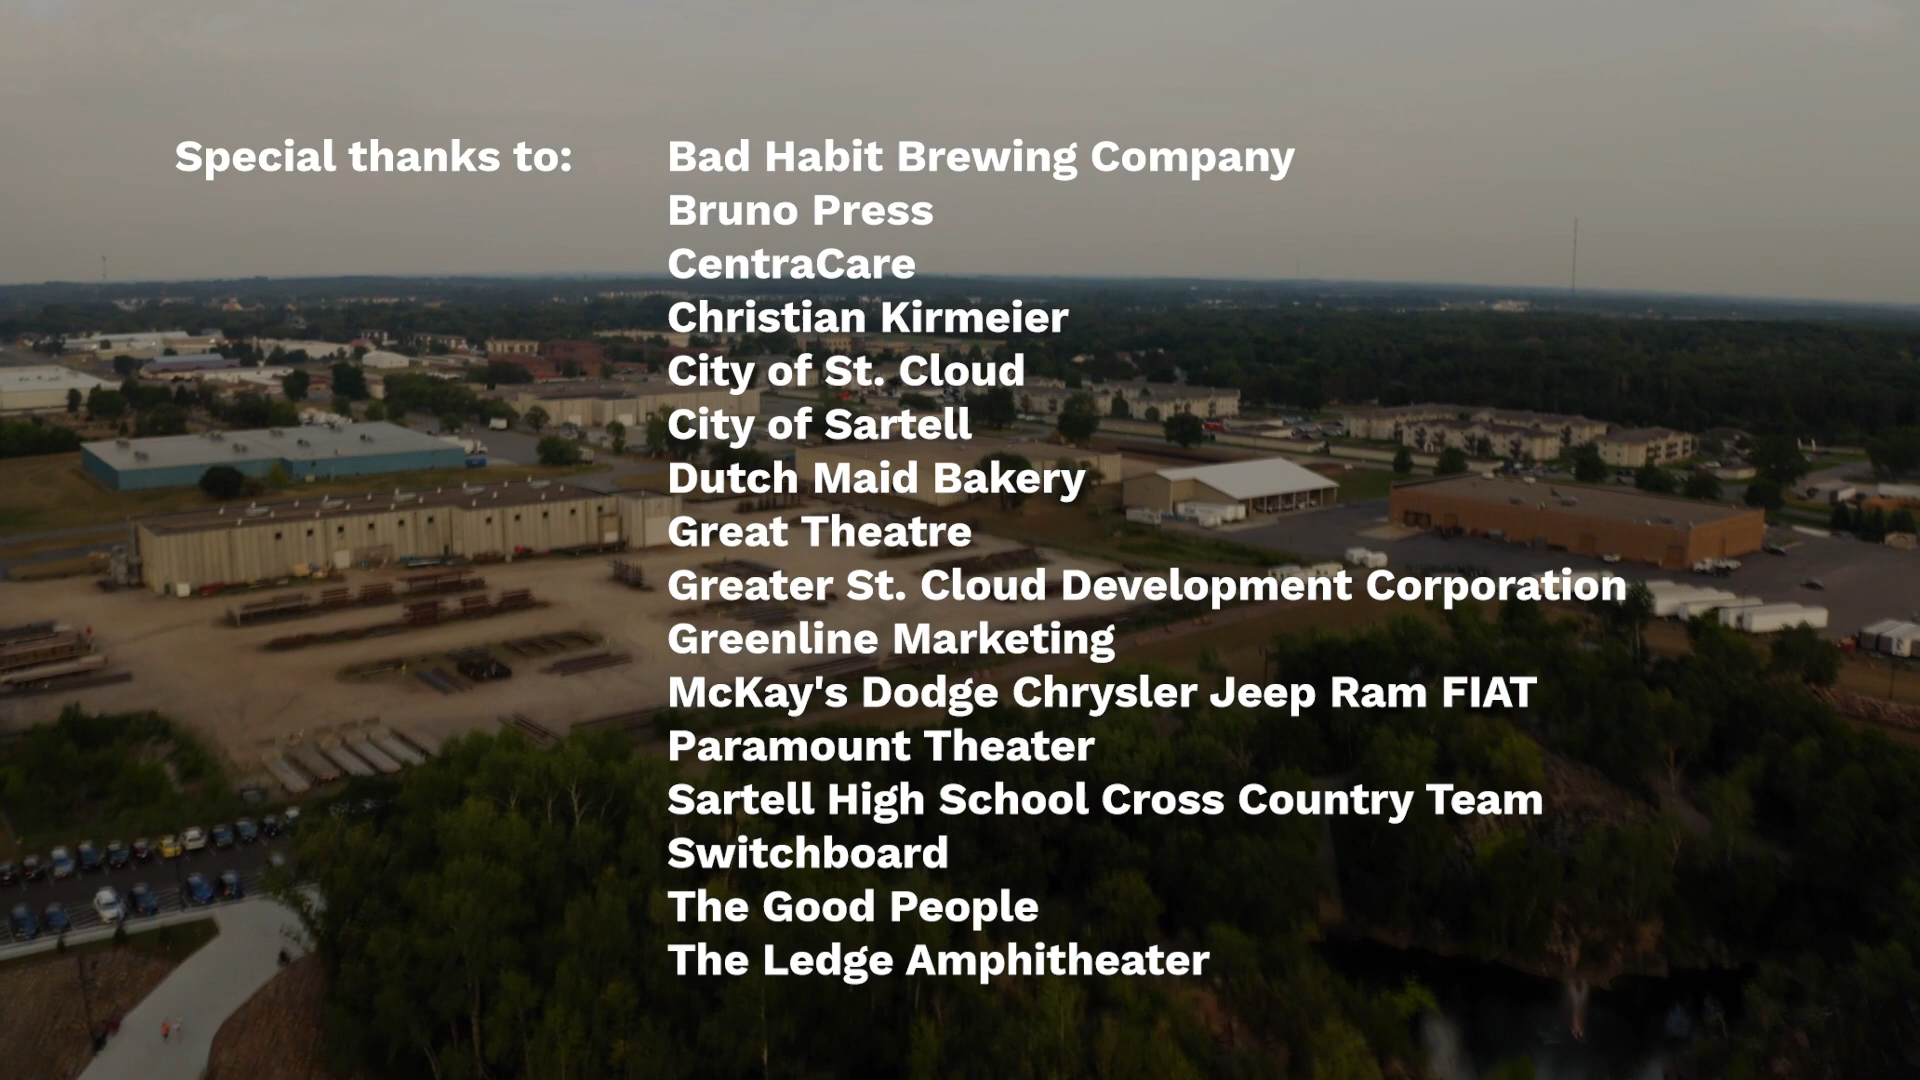 Special thanks to:
Bad Habit Brewing Company
Bruno Press
CentraCare
Christian Kirmeier
City of St. Cloud
City of Sartell
Dutch Maid Bakery
Great Theatre
Greater St. Cloud Development Corporation
Greenline Marketing
McKay's Dodge Chrysler Jeep Ram FIAT
Paramount Theater
Sartell High School Cross Country Team
Switchboard
The Good People
The Ledge Amphitheater